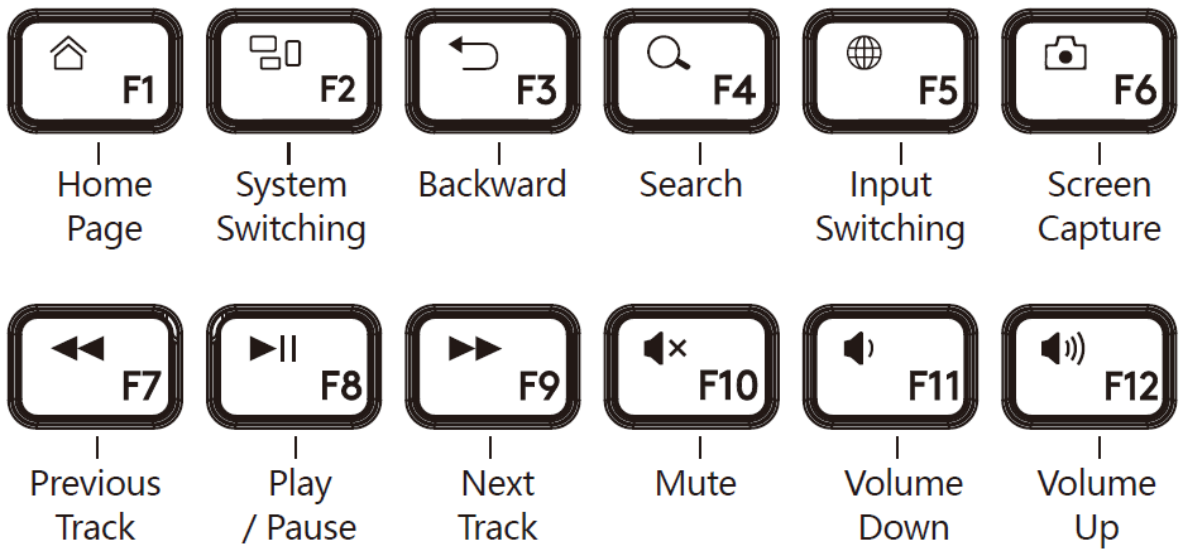 F1 F2 F3 F4 F5 F6
Home System Backward Search Input Screen
Page Switching Switching Capture
F7 F8 F9 F10 F11 F12
Previous Play Next Mute Volume Volume
Track / Pause Track Down Up